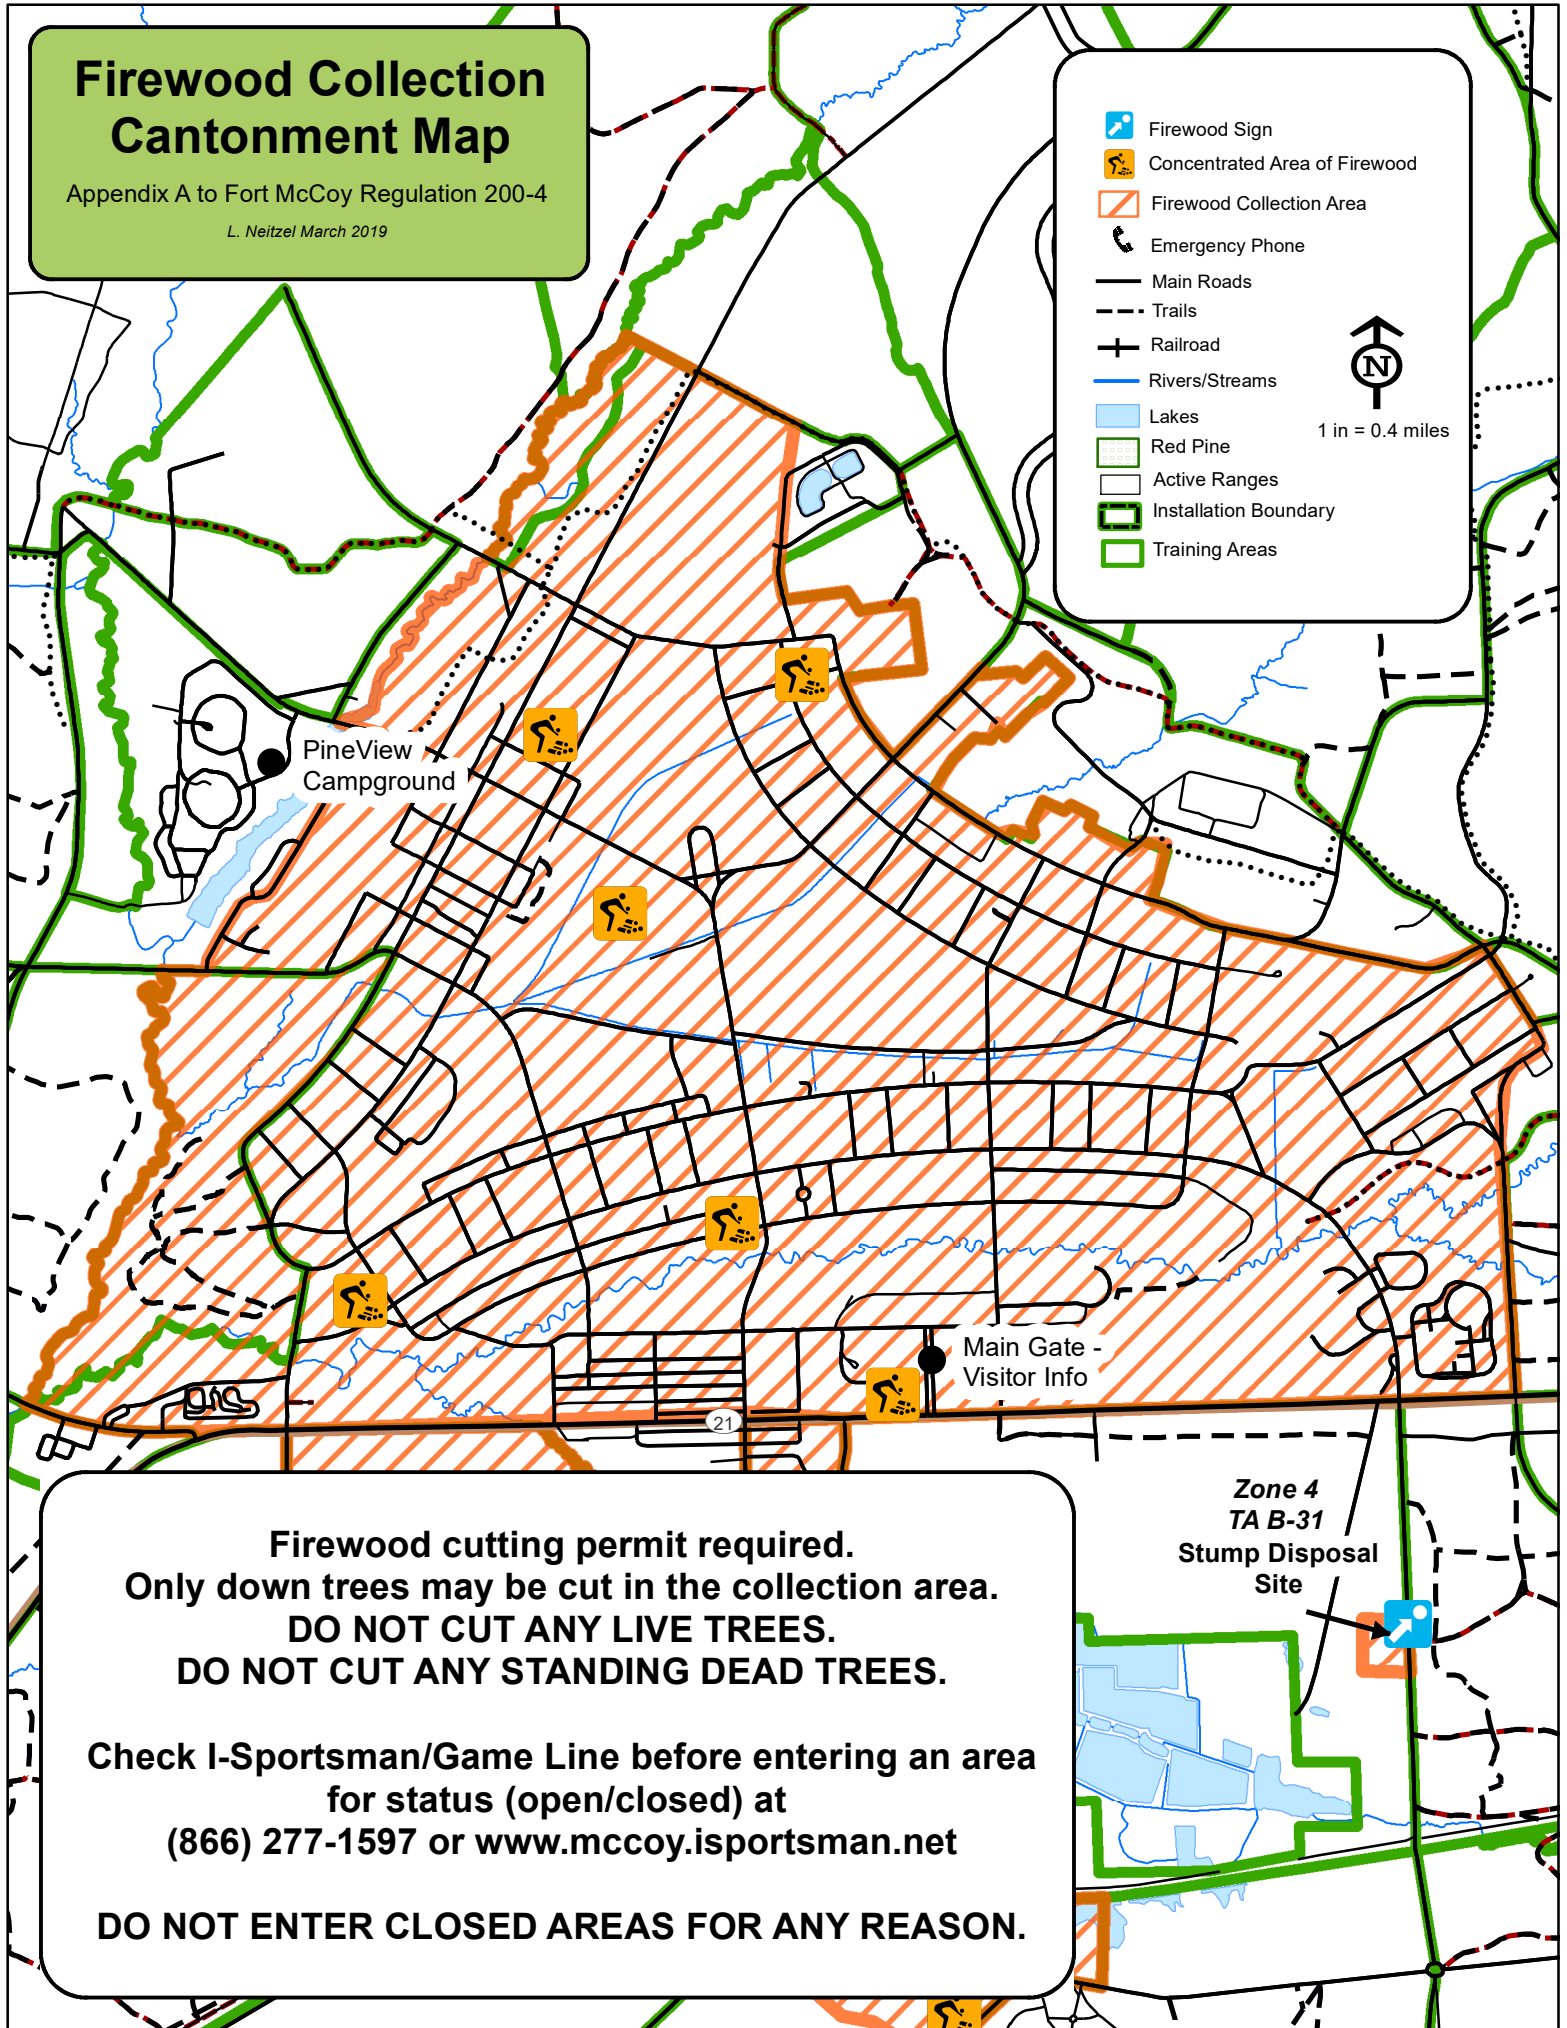 Firewood Collection
Cantonment Map
Appendix A to Fort McCoy Regulation 200-4
L. Neitzel March 2019
Firewood Sign
Concentrated Area of Firewood
Firewood Collection Area
Emergency Phone
Main Roads
Trails
Railroad
Rivers/Streams
Lakes
Red Pine
Active Ranges
Installation Boundary
Training Areas
N
1 in = 0.4 miles
PineView
Campground
Main Gate -
Visitor Info
21
Zone 4
TA B-31
Stump Disposal
Site
Firewood cutting permit required.
Only down trees may be cut in the collection area.
DO NOT CUT ANY LIVE TREES.
DO NOT CUT ANY STANDING DEAD TREES.
Check I-Sportsman/Game Line before entering an area
for status (open/closed) at
(866) 277-1597 or www.mccoy.isportsman.net
DO NOT ENTER CLOSED AREAS FOR ANY REASON.